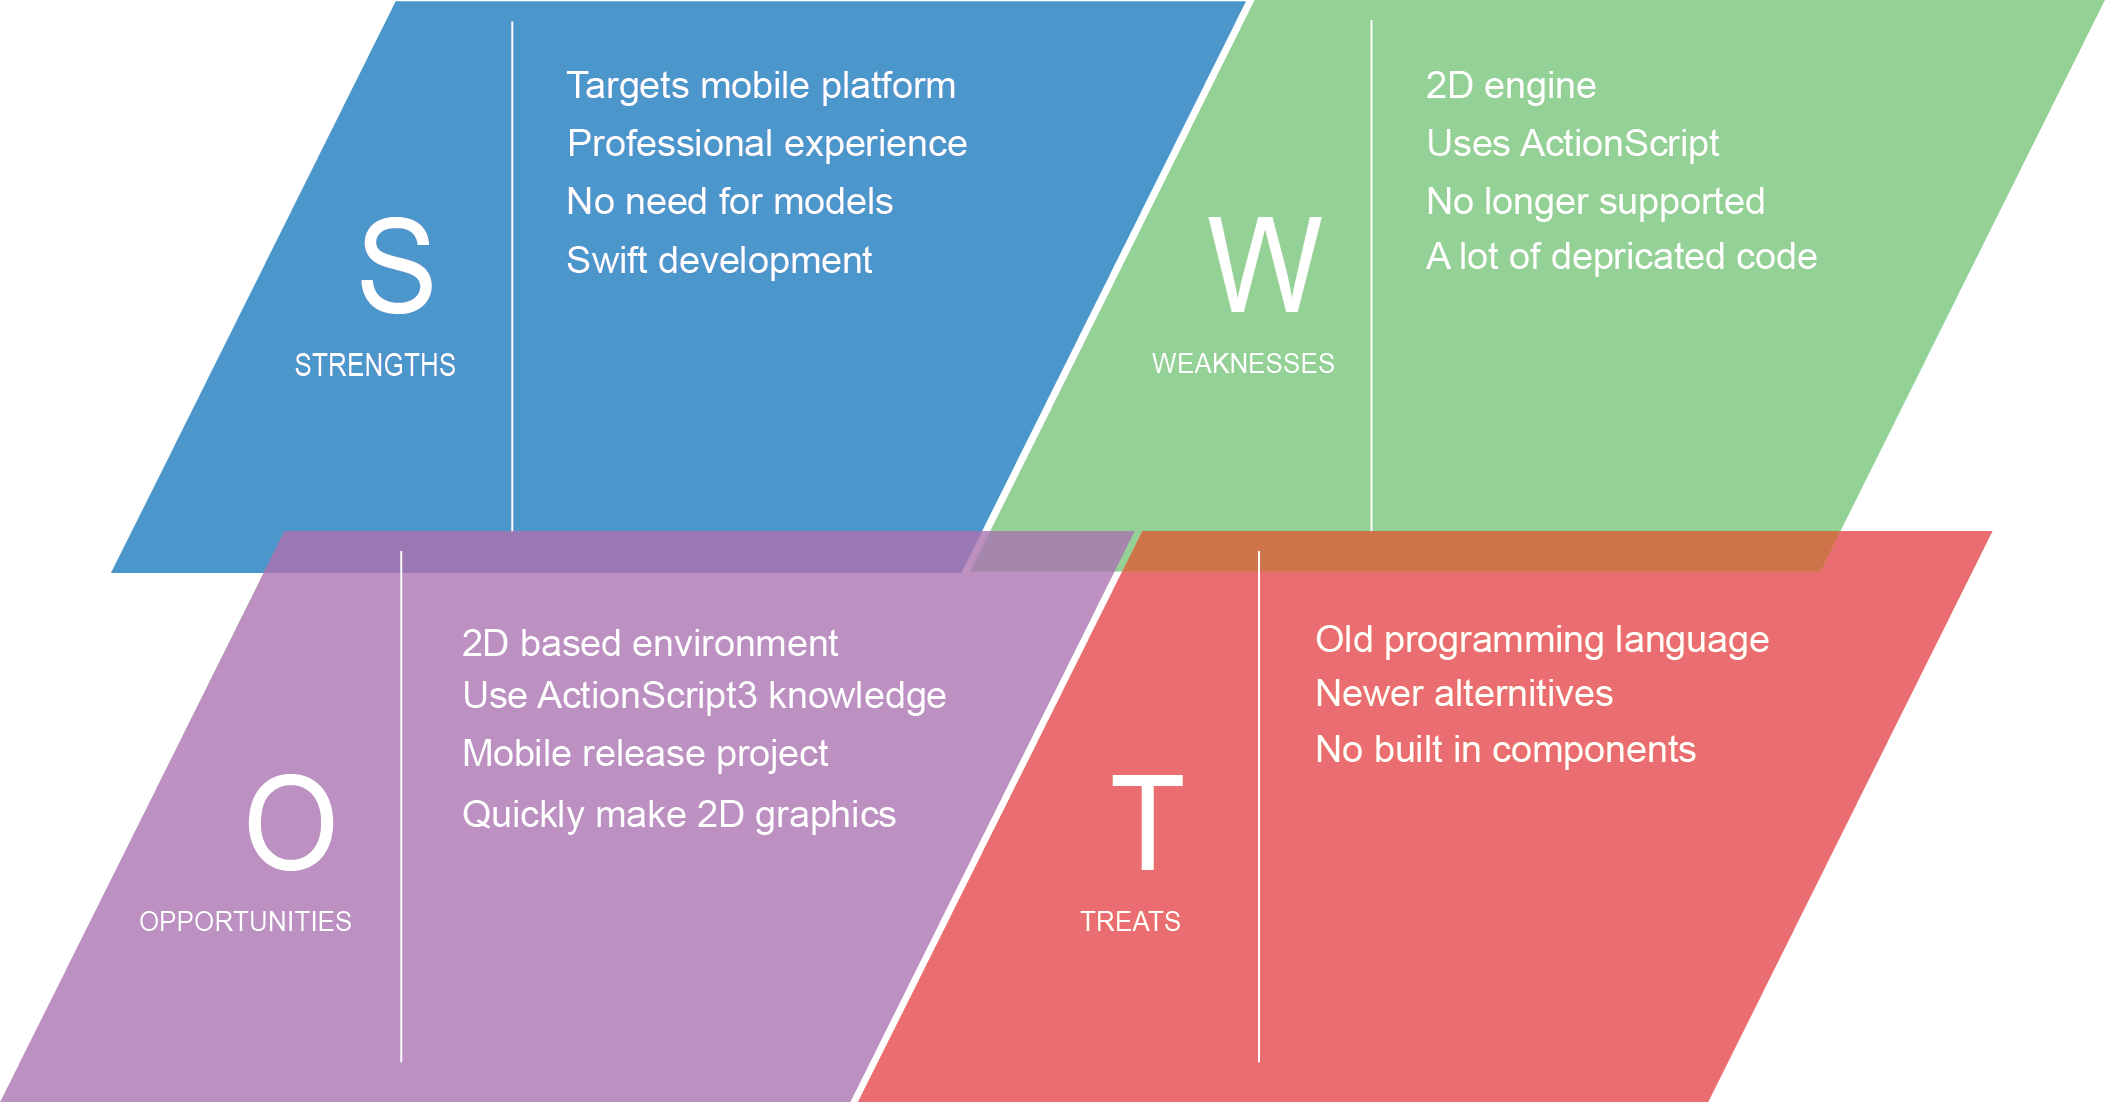 S
STRENGTHS
Targets mobile platform
Professional experience
No need for models
Swift development
W
WEAKNESSES
2D engine
Uses ActionScript
No longer supported
A lot of depricated code
O
OPPORTUNITIES
2D based environment
Use ActionScript3 knowledge
Mobile release project
Quickly make 2D graphics
T
TREATS
Old programming language
Newer alternitives
No built in components